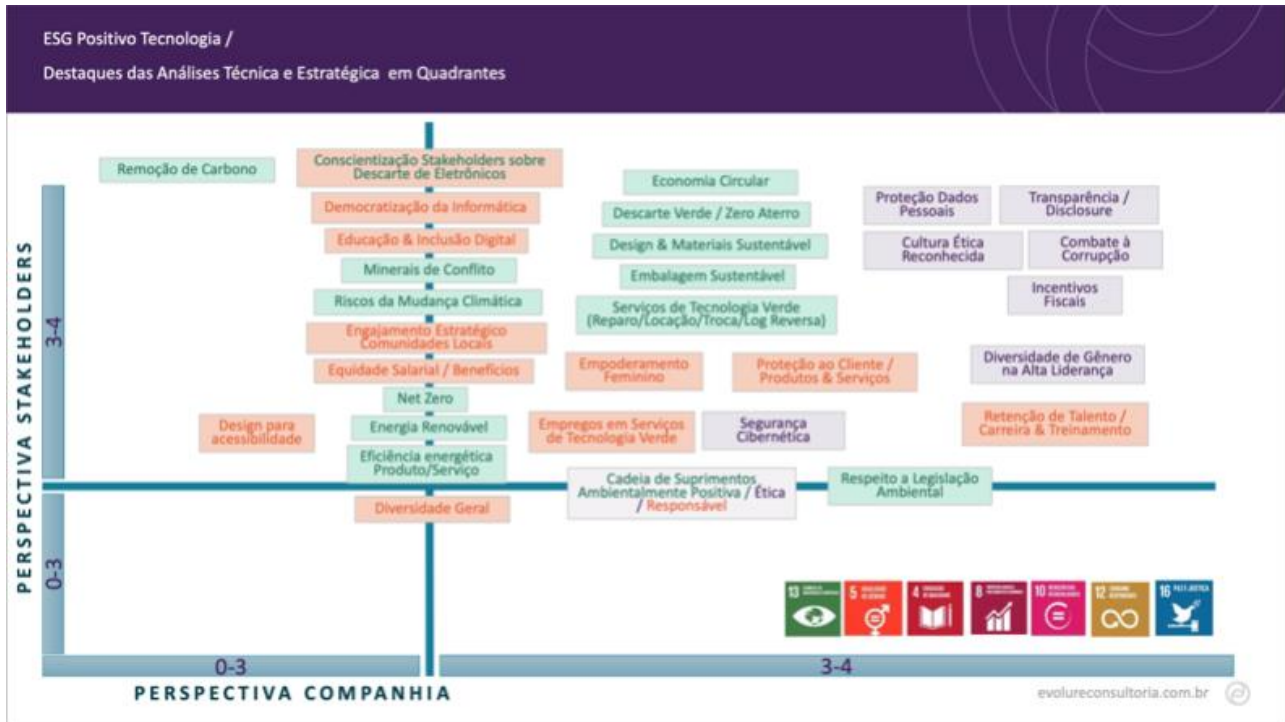 ESG Positivo Tecnologia /
Destaques das Análises Técnica e Estratégica em Quadrantes
PERSPECTIVA STAKEHOLDERS
3-4
0-3
Remoção de Carbono
Conscientização Stakeholders sobre
Descarte de Eletrônicos
Democratização da Informática
Educação & Inclusão Digital
Minerais de Conflito
Riscos da Mudança Climática
Engajamento Estratégico
Comunidades Locais
Equidade Salarial / Benefícios
Net Zero
Design para
acessibilidade
Energia Renovável
Eficiência energética
Produto/Serviço
Diversidade Geral
Economia Circular
Descarte Verde / Zero Aterro
Design & Materiais Sustentável
Embalagem Sustentável
Serviços de Tecnologia Verde
(Reparo/Locação/Troca/Log Reversa)
Empoderamento
Feminino
Proteção ao Cliente /
Produtos & Serviços
Empregos em Serviços
de Tecnologia Verde
Segurança
Cibernética
Cadeia de Suprimentos
Ambientalmente Positiva / Ética
/ Responsável
Respeito a Legislação
Ambiental
Proteção Dados
Pessoais
Transparência /
Disclosure
Cultura Ética
Reconhecida
Combate à
Corrupção
Incentivos
Fiscais
Diversidade de Gênero
na Alta Liderança
Retenção de Talento /
Carreira & Treinamento
13
5
4
8
10
12
16
0-3
3-4
PERSPECTIVA COMPANHIA
evolureconsultoria.com.br